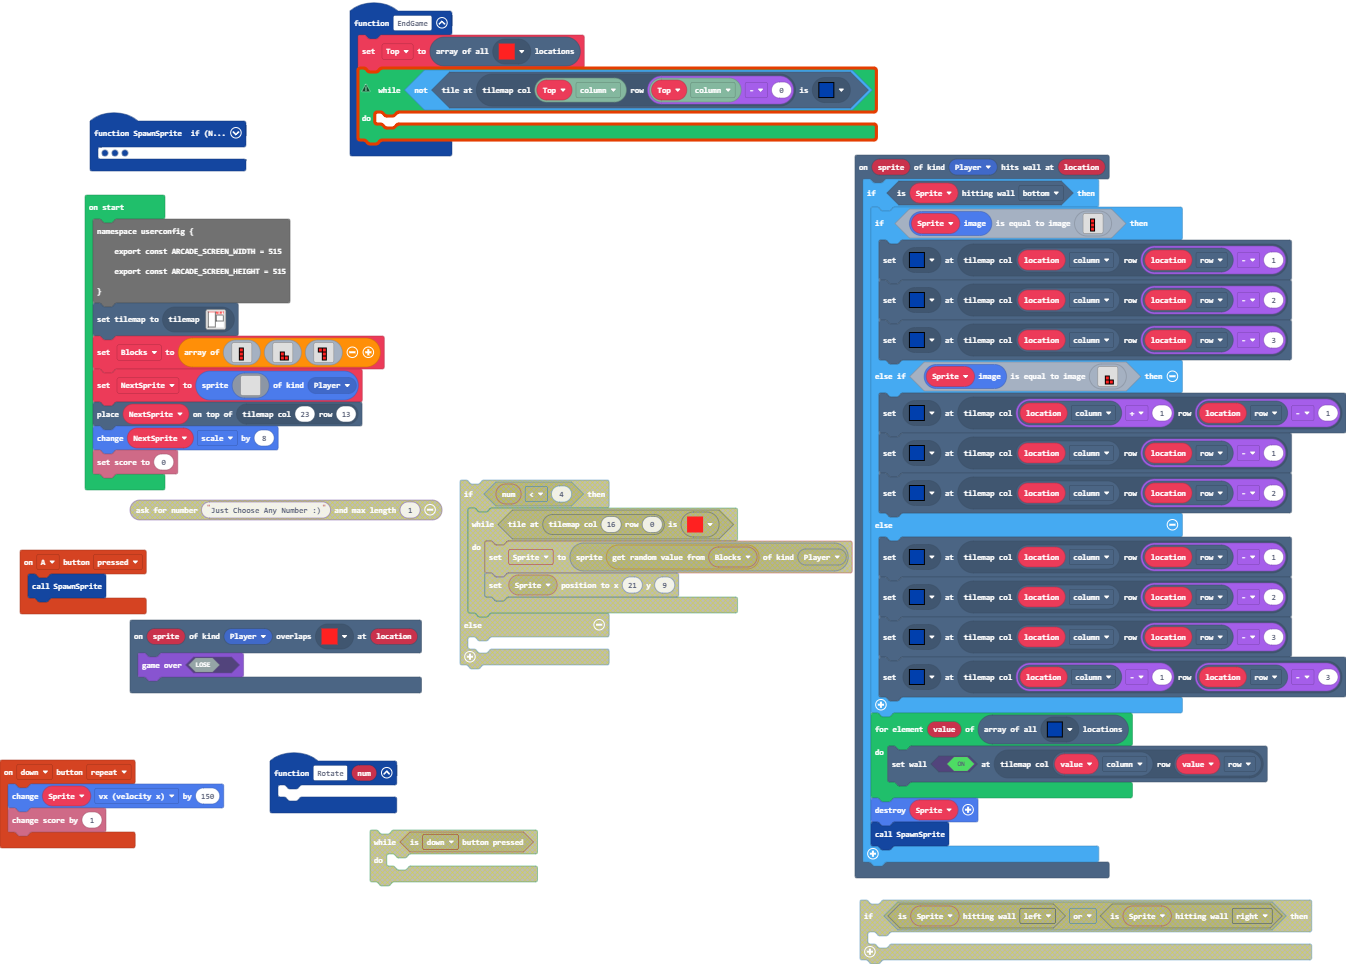 function EndGame
set Top to array of all locations
while not tile at tilemap col Top column row Top column - 0 is
do
function SpawnSprite if (N...
on start
namespace userconfig {
export const ARCADE_SCREEN_WIDTH = 515
export const ARCADE_SCREEN_HEIGHT = 515
}
set tilemap to tilemap
set Blocks to array of
set NextSprite to sprite of kind Player
place NextSprite on top of tilemap col 23 row 13
change NextSprite scale by 8
set score to 0
ask for number "Just Choose Any Number :)" and max length 1
on A button pressed
call SpawnSprite
on sprite of kind Player overlaps at location
game over LOSE
on down button repeat
change Sprite vx (velocity x) by 150
change score by 1
function Rotate num
while is down button pressed
do
if num < 4 then
while tile at tilemap col 16 row 0 is
do
set Sprite to sprite get random value from Blocks of kind Player
set Sprite position to x 21 y 9
else
on sprite of kind Player hits wall at location
if is Sprite hitting wall bottom then
if Sprite image is equal to image then
set at tilemap col location column row location row - 1
set at tilemap col location column row location row - 2
set at tilemap col location column row location row - 3
else if Sprite image is equal to image then
set at tilemap col location column + 1 row location row - 1
set at tilemap col location column row location row - 1
set at tilemap col location column row location row - 2
else
set at tilemap col location column row location row - 1
set at tilemap col location column row location row - 2
set at tilemap col location column row location row - 3
set at tilemap col location column - 1 row location row - 3
for element value of array of all locations
do
set wall ON at tilemap col value column row value row
destroy Sprite
call SpawnSprite
if is Sprite hitting wall left or is Sprite hitting wall right then